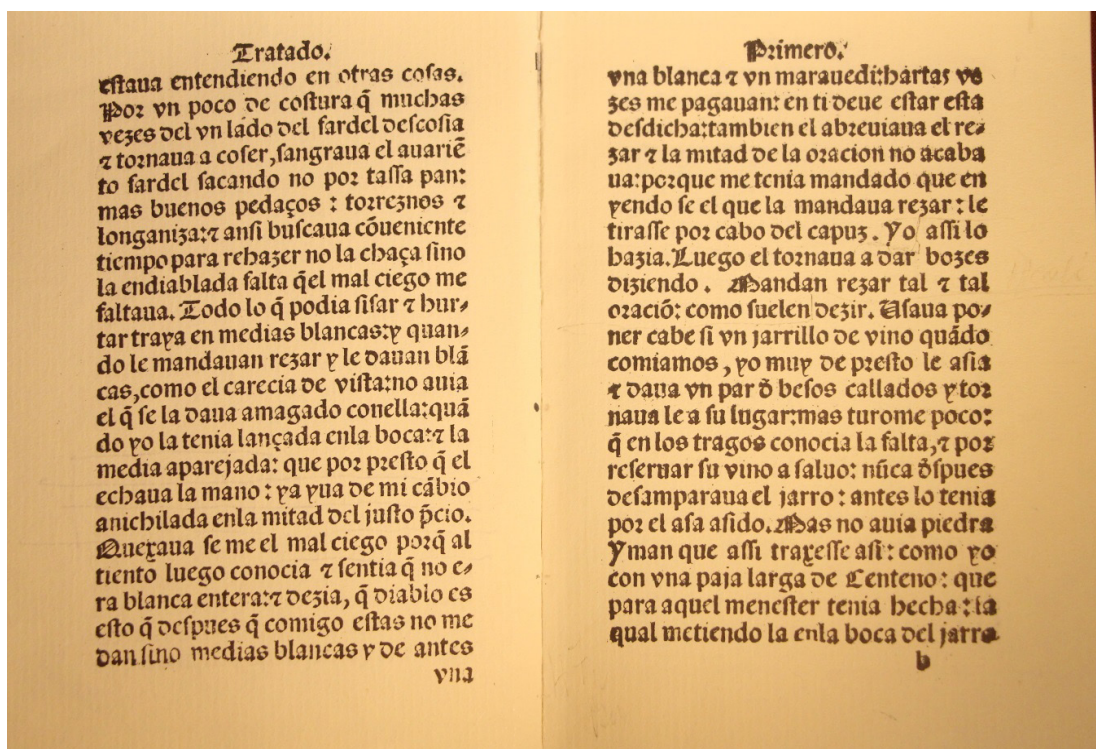 Tratado.
estaua entendiendo en otras cosas.
Por vn poco de costura q̃ muchas
vezes del vn lado del fardel descosia
⁊ tornaua a coser, sangraua el auariẽ
to fardel sacando no por tassa pan:
mas buenos pedaços : torreznos ⁊
longaniza:⁊ ansi buscaua cõueniente
tiempo para rehazer no la chaça sino
la endiablada falta q̃el mal ciego me
faltaua. Todo lo q̃ podia sisar ⁊ hur⸗
tar traya en medias blancas:y quan⸗
do le mandauan rezar y le dauan blã
cas,como el carecia de vista:no auia
el q̃ se la daua amagado conella:quã
do yo la tenia lançada enla boca:⁊ la
media aparejada: que por presto q̃ el
echaua la mano : ya yua de mi cãbio
anichilada enla mitad del justo p̃cio.
Quexaua se me el mal ciego porq̃ al
tiento luego conocia ⁊ sentia q̃ no e⸗
ra blanca entera:⁊ dezia, q̃ diablo es
esto q̃ despues q̃ comigo estas no me
dan sino medias blancas y de antes
vna
Primero.
vna blanca ⁊ vn marauedi:hartas ve
zes me pagauan: en ti deue estar esta
desdicha:tambien el abreuiaua el re⸗
zar ⁊ la mitad de la oracion no acaba
ua:porque me tenia mandado que en
yendo se el que la mandaua rezar : le
tirasse por cabo del capuz. Yo assi lo
hazia. Luego el tornaua a dar bozes
diziendo. Mandan rezar tal ⁊ tal
oraciõ: como suelen dezir. Usaua po⸗
ner cabe si vn jarrillo de vino quãdo
comiamos, yo muy de presto le asia
⁊ daua vn par õ besos callados y tor
naua le a su lugar:mas turome poco:
q̃ en los tragos conocia la falta,⁊ por
reseruar su vino a saluo: nũca õspues
desamparaua el jarro : antes lo tenia
por el asa asido. Mas no auia piedra
Yman que assi traxesse asi: como yo
con vna paja larga de Centeno : que
para aquel menester tenia hecha : la
qual metiendo la enla boca del jarro
b